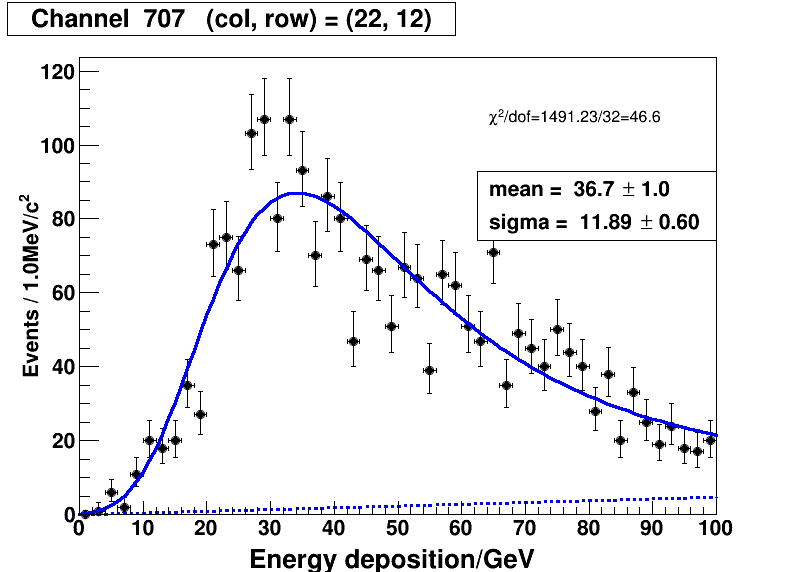 Channel 707 (col, row) = (22, 12)
χ²/dof=1491.23/32=46.6
mean = 36.7 ± 1.0
sigma = 11.89 ± 0.60
Events / 1.0MeV/c²
120
100
80
60
40
20
0
0 10 20 30 40 50 60 70 80 90 100
Energy deposition/GeV